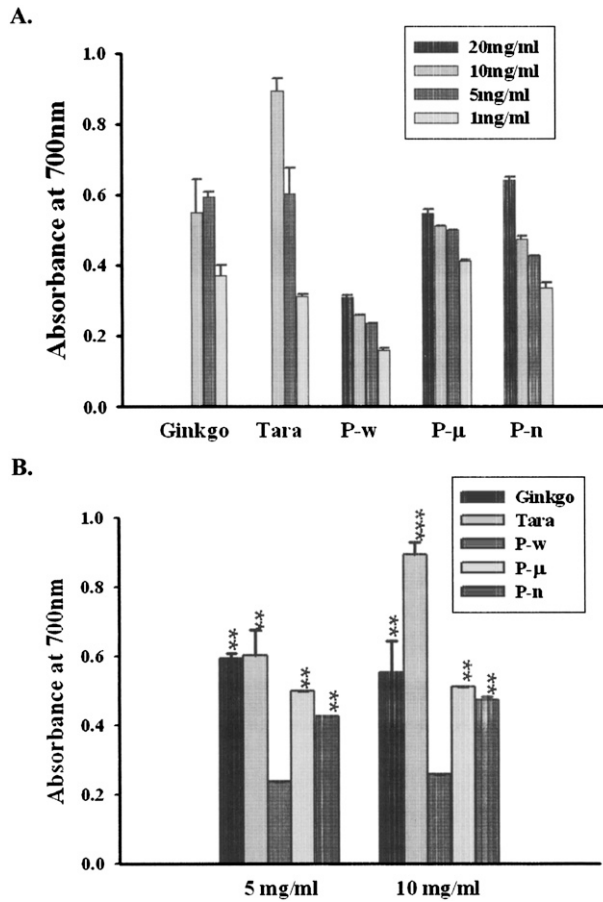 A.
20mg/ml
10mg/ml
5mg/ml
1mg/ml
Absorbance at 700nm
1.0
0.8
0.6
0.4
0.2
0.0
Ginkgo Tara P-w P-μ P-n
B.
Ginkgo
Tara
P-w
P-μ
P-n
Absorbance at 700nm
1.0
0.8
0.6
0.4
0.2
0.0
** ** ** ** ** *** ** **
5 mg/ml 10 mg/ml